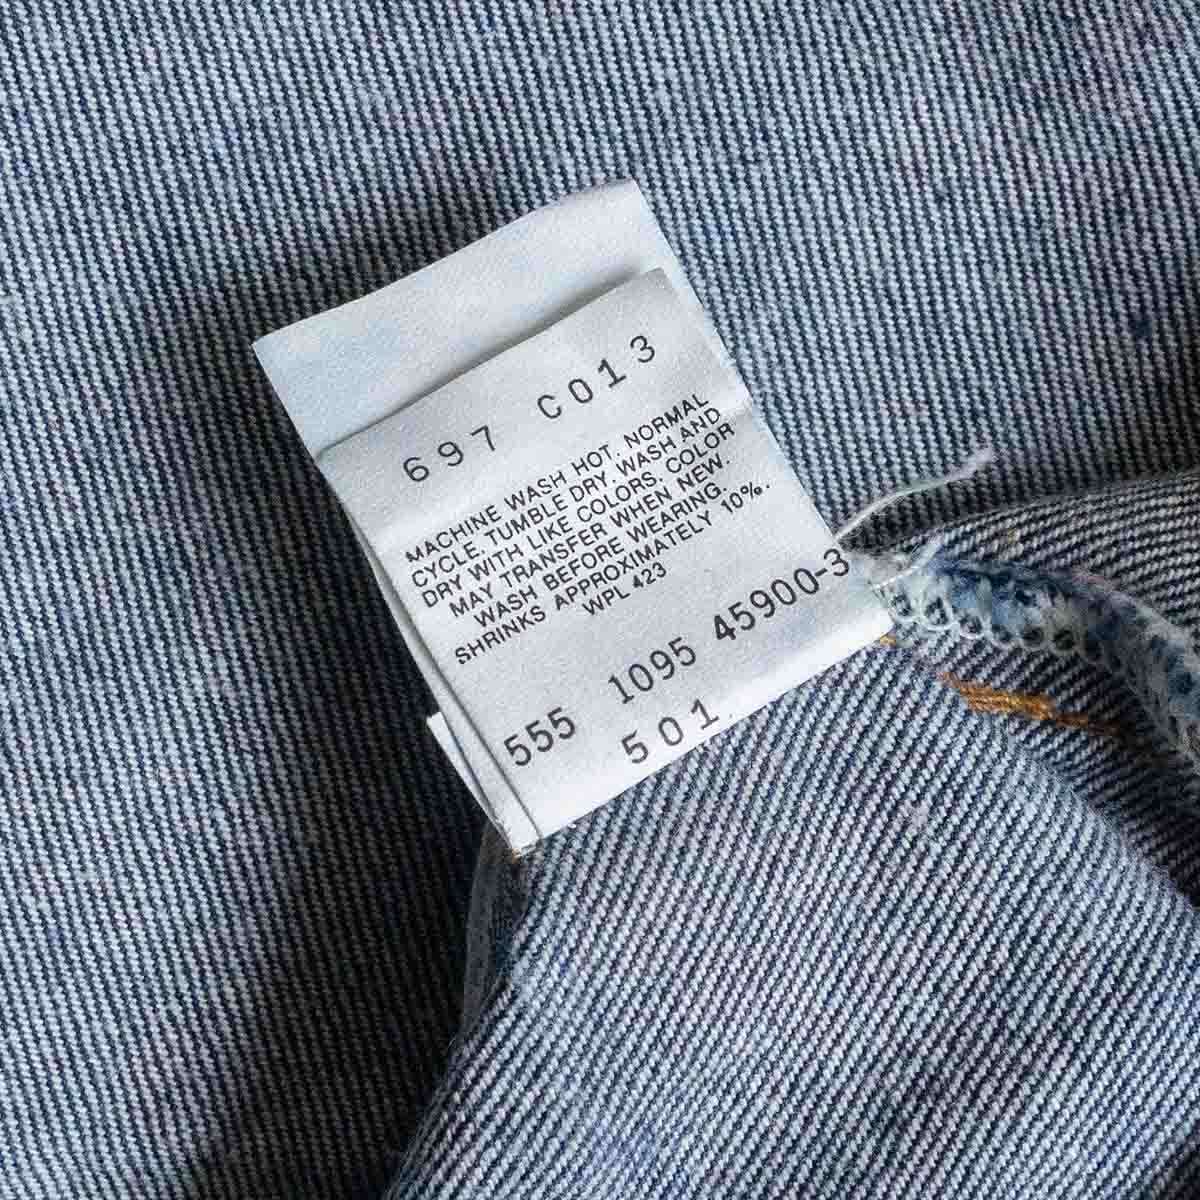 697 C013
MACHINE WASH HOT. NORMAL
CYCLE. TUMBLE DRY. WASH AND
DRY WITH LIKE COLORS. COLOR
MAY TRANSFER WHEN NEW.
WASH BEFORE WEARING.
SHRINKS APPROXIMATELY 10%.
WPL 423
555 1095 45900-3
501